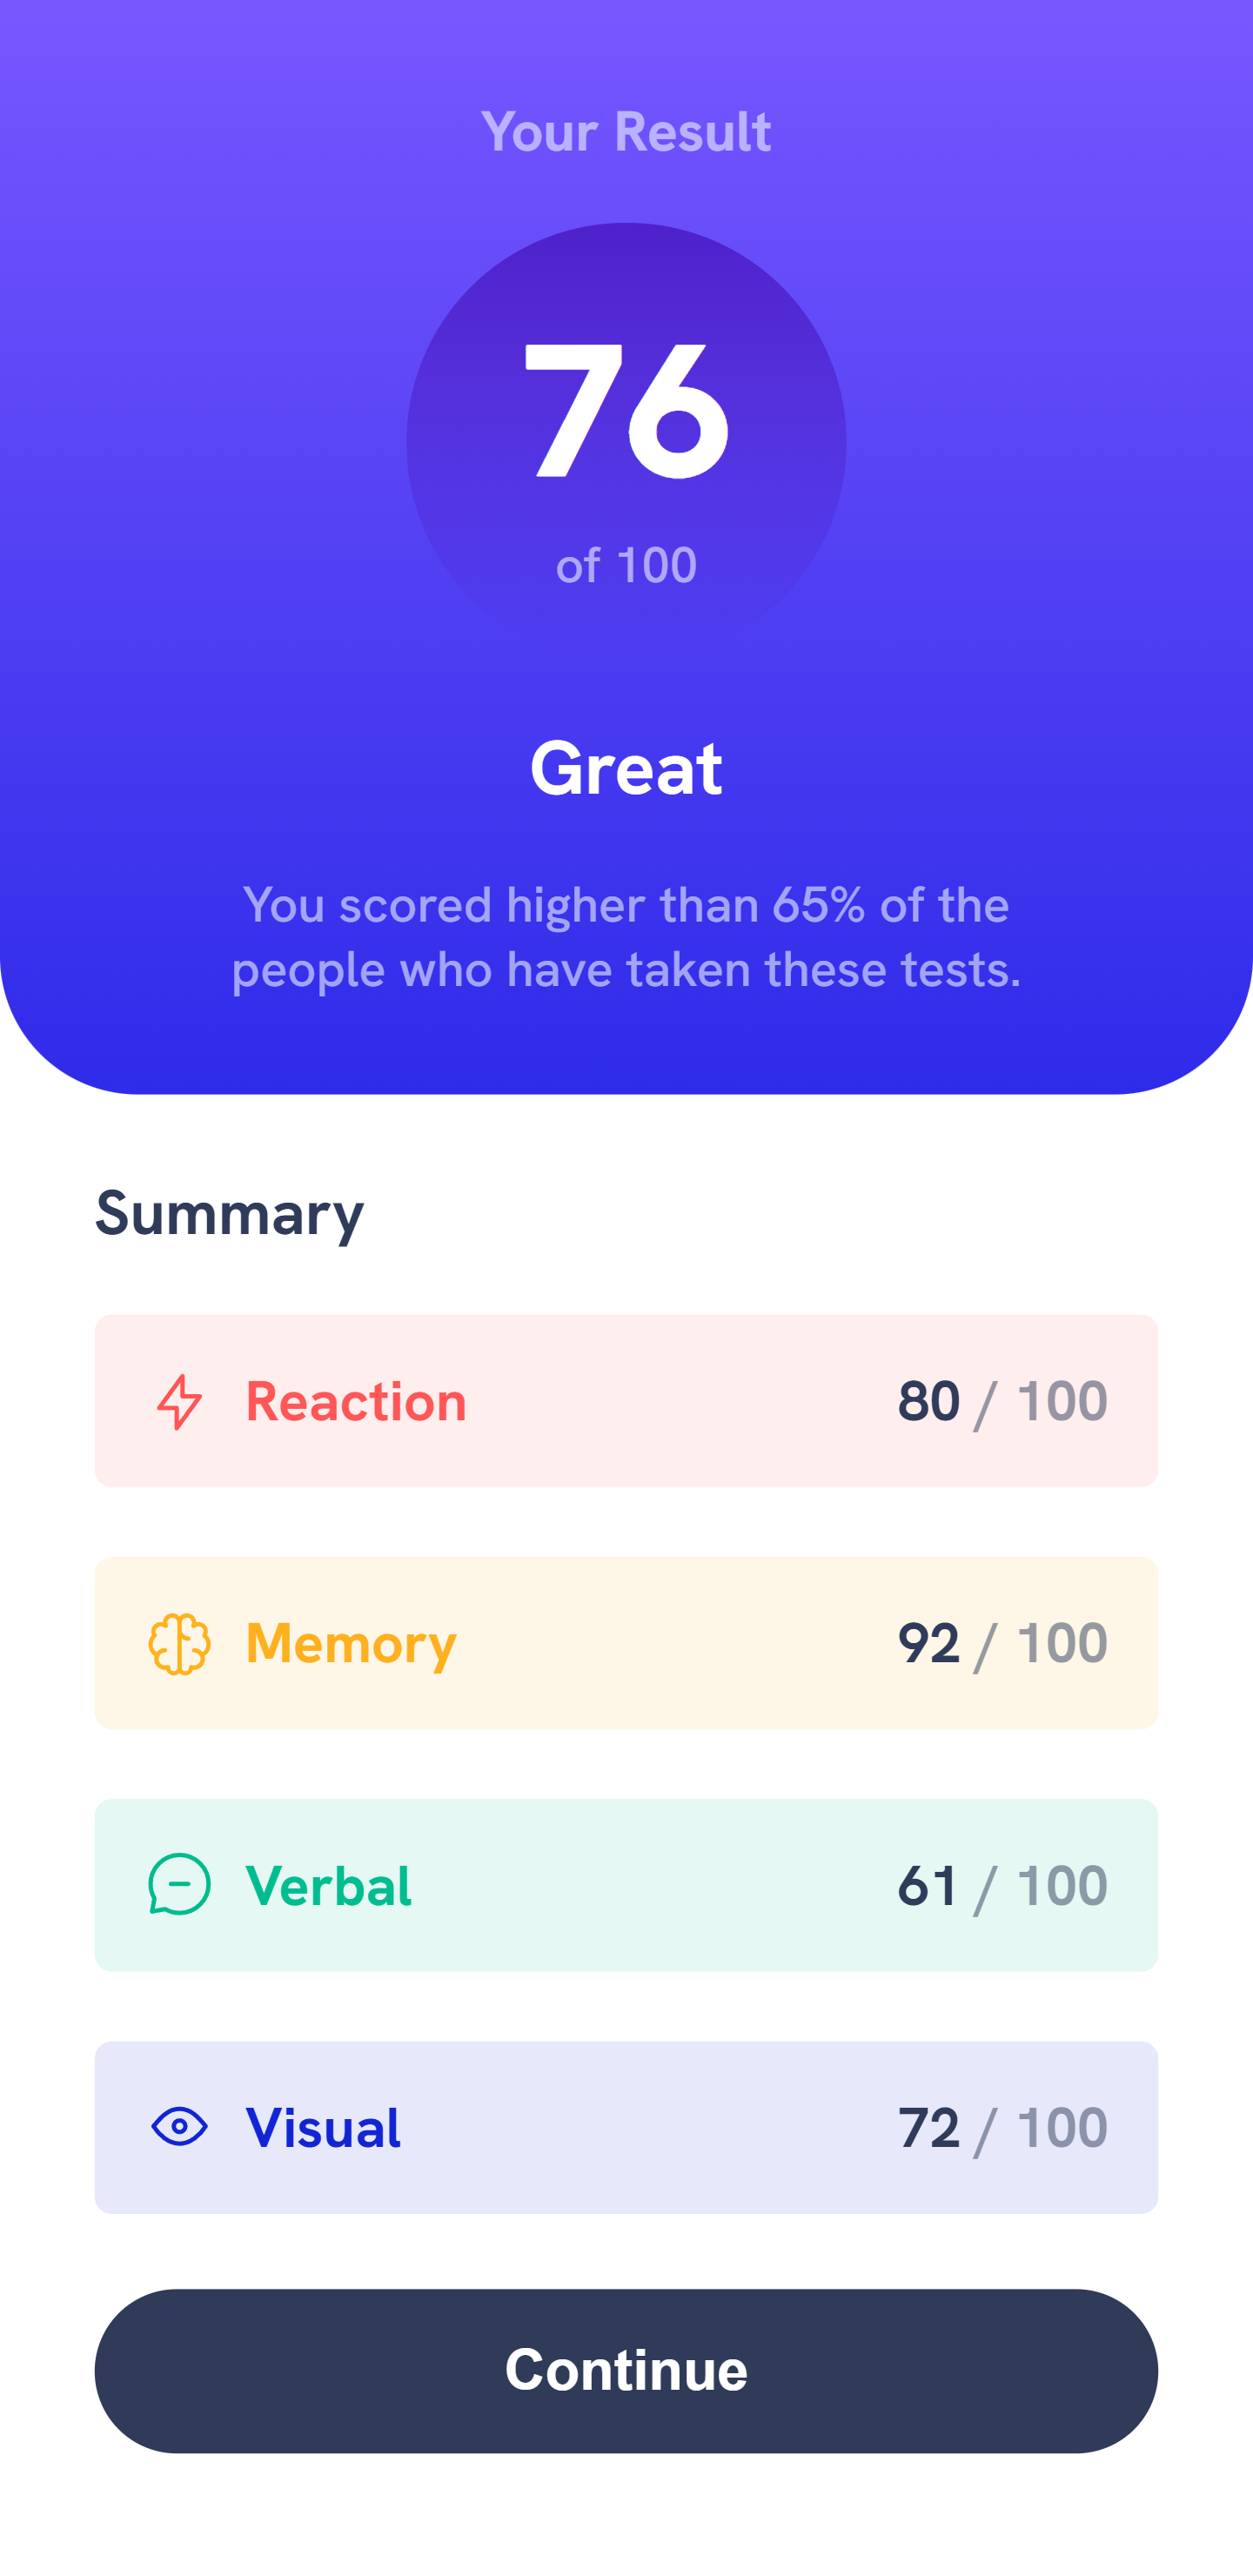 Your Result
76
of 100
Great
You scored higher than 65% of the
people who have taken these tests.
Summary
Reaction 80 / 100
Memory 92 / 100
Verbal 61 / 100
Visual 72 / 100
Continue